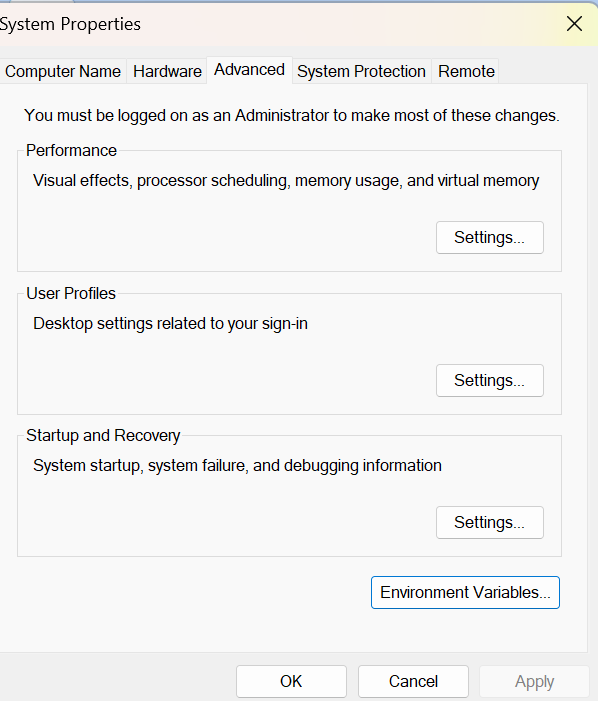 System Properties
Computer Name
Hardware
Advanced
System Protection
Remote
You must be logged on as an Administrator to make most of these changes.
Performance
Visual effects, processor scheduling, memory usage, and virtual memory
Settings...
User Profiles
Desktop settings related to your sign-in
Settings...
Startup and Recovery
System startup, system failure, and debugging information
Settings...
Environment Variables...
OK
Cancel
Apply